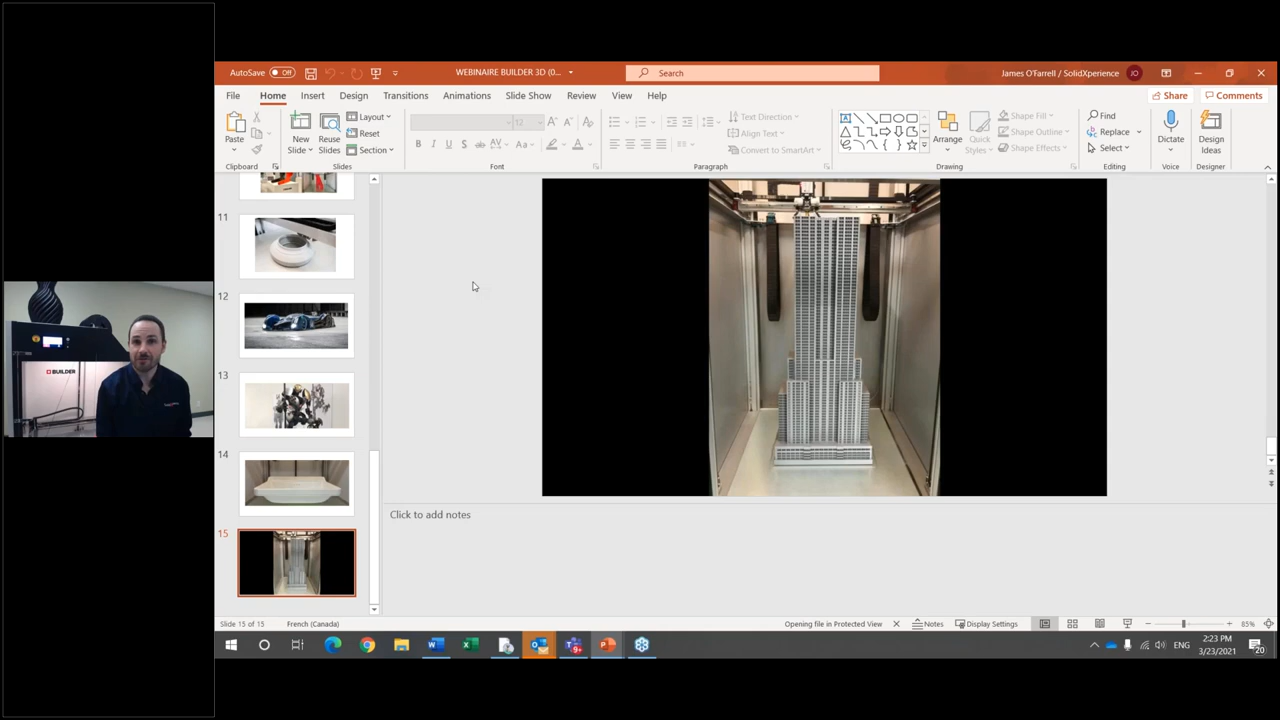 AutoSave Off WEBINAIRE BUILDER 3D (0... Search James O'Farrell / SolidXperience JO
File Home Insert Design Transitions Animations Slide Show Review View Help Share Comments
Paste
New Slide
Reuse Slides
Layout
Reset
Section
12
Text Direction
Align Text
Convert to SmartArt
Arrange
Quick Styles
Shape Fill
Shape Outline
Shape Effects
Find
Replace
Select
Dictate
Design Ideas
Clipboard Slides Font Paragraph Drawing Editing Voice Designer
11
12
13
14
15
BUILDER
Click to add notes
Slide 15 of 15 French (Canada) Opening file in Protected View Notes Display Settings 85%
9+
ENG
2:23 PM
3/23/2021
20